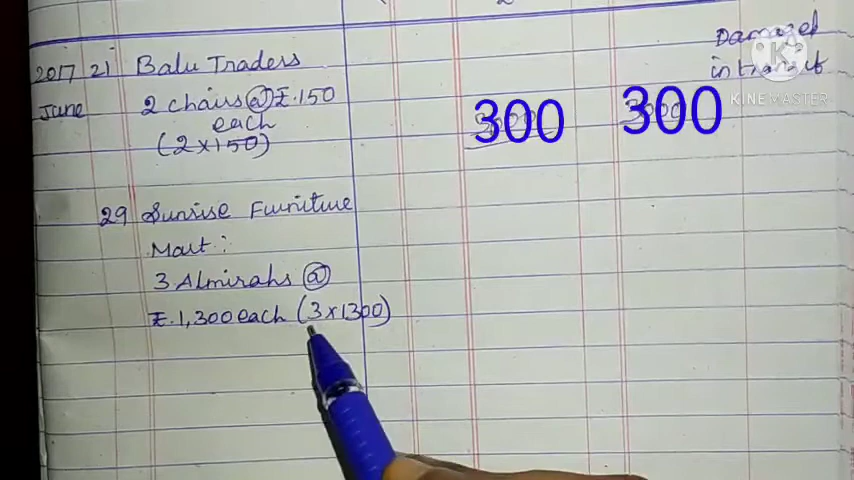 Damaged
in transit
KINEMASTER
2017 21 Balu Traders
June 2 chairs @ ₹.150
each
(2x150) 300 300
29 Sunrise Furniture
Mart:
3 Almirahs @
₹.1,300 each (3x1300)